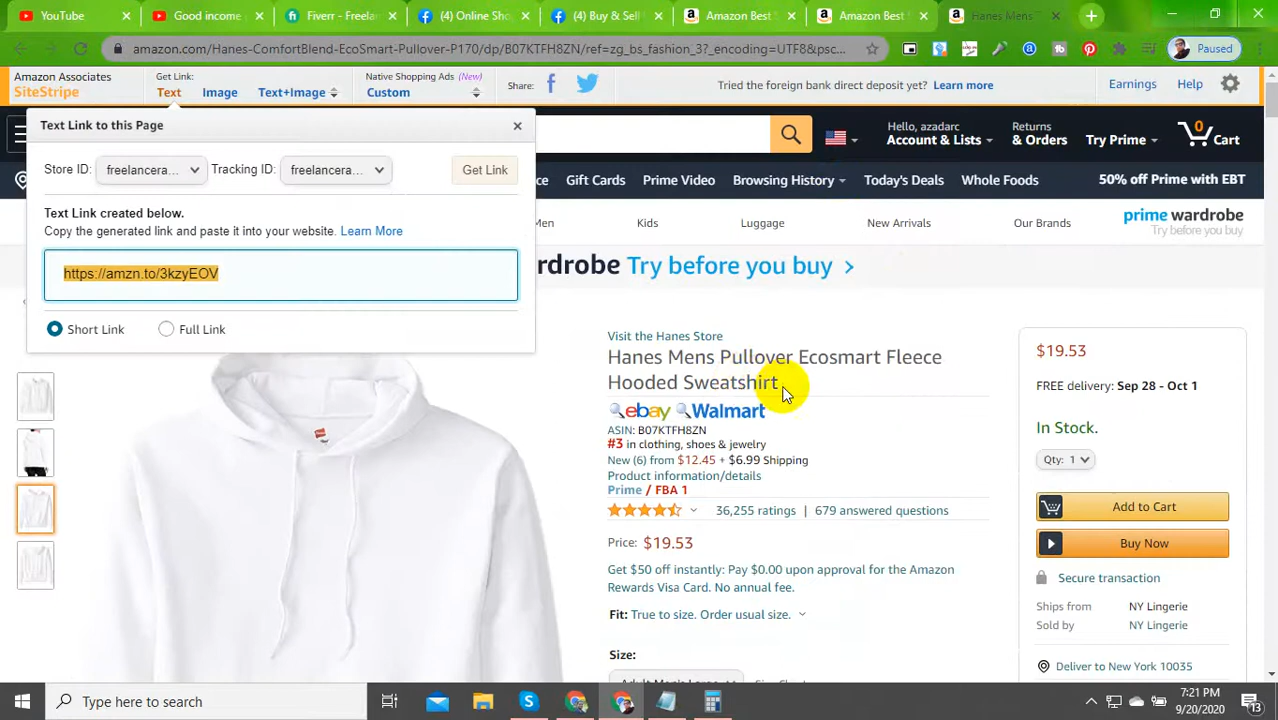 YouTube
Good income
Fiverr - Freelan
(4) Online Shop
(4) Buy & Sell
Amazon Best
Amazon Best
Hanes Mens
amazon.com/Hanes-ComfortBlend-EcoSmart-Pullover-P170/dp/B07KTFH8ZN/ref=zg_bs_fashion_3?_encoding=UTF8&psc...
Paused
Amazon Associates
SiteStripe
Get Link:
Text
Image
Text+Image
Native Shopping Ads (New)
Custom
Share:
Tried the foreign bank direct deposit yet? Learn more
Earnings
Help
Text Link to this Page
Store ID: freelancera...
Tracking ID: freelancera...
Get Link
Text Link created below.
Copy the generated link and paste it into your website. Learn More
https://amzn.to/3kzyEOV
Short Link
Full Link
Hello, azadarc
Account & Lists
Returns
& Orders
Try Prime
0
Cart
Gift Cards
Prime Video
Browsing History
Today's Deals
Whole Foods
50% off Prime with EBT
Men
Kids
Luggage
New Arrivals
Our Brands
prime wardrobe
Try before you buy
rdrobe Try before you buy
Visit the Hanes Store
Hanes Mens Pullover Ecosmart Fleece
Hooded Sweatshirt
ebay Walmart
ASIN: B07KTFH8ZN
#3 in clothing, shoes & jewelry
New (6) from $12.45 + $6.99 Shipping
Product information/details
Prime / FBA 1
36,255 ratings | 679 answered questions
Price: $19.53
Get $50 off instantly: Pay $0.00 upon approval for the Amazon
Rewards Visa Card. No annual fee.
Fit: True to size. Order usual size.
Size:
$19.53
FREE delivery: Sep 28 - Oct 1
In Stock.
Qty: 1
Add to Cart
Buy Now
Secure transaction
Ships from NY Lingerie
Sold by NY Lingerie
Deliver to New York 10035
Hanes
Type here to search
7:21 PM
9/20/2020
13